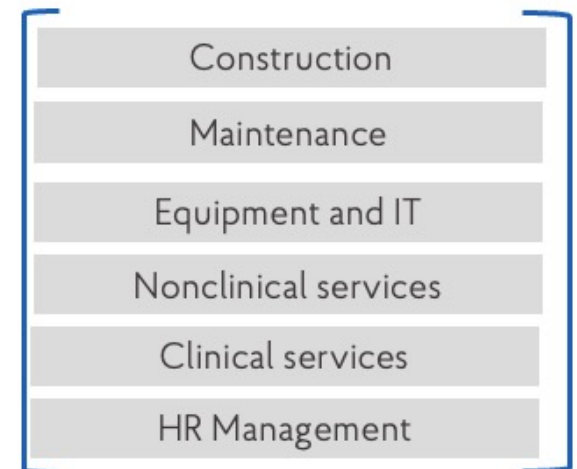 Construction
Maintenance
Equipment and IT
Nonclinical services
Clinical services
HR Management